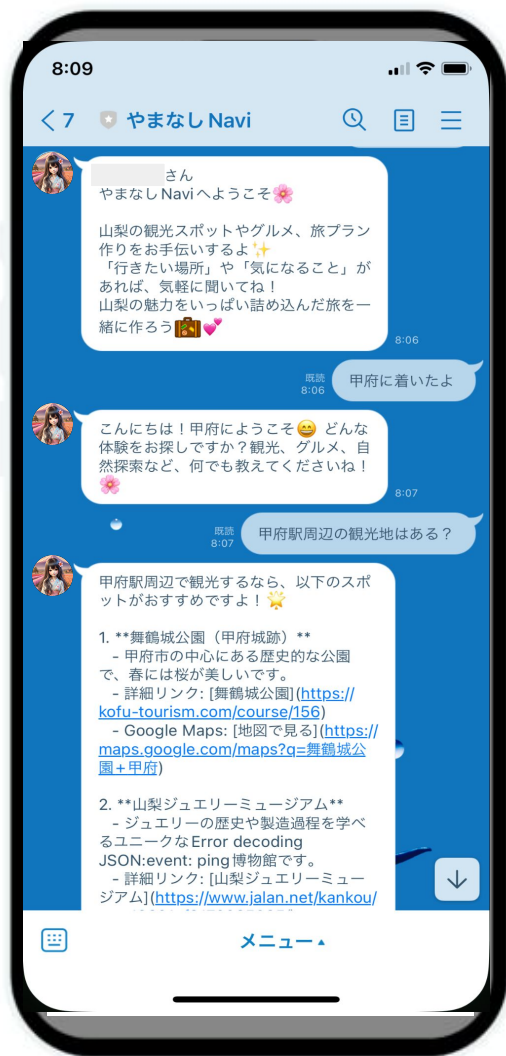 8:09
7 やまなし Navi
さん
やまなし Navi へようこそ🌸
山梨の観光スポットやグルメ、旅プラン
作りをお手伝いするよ✨
「行きたい場所」や「気になること」が
あれば、気軽に聞いてね！
山梨の魅力をいっぱい詰め込んだ旅を一
緒に作ろう🧳💕
8:06
既読
8:06
甲府に着いたよ
こんにちは！甲府にようこそ😄 どんな
体験をお探しですか？観光、グルメ、自
然探索など、何でも教えてくださいね！
🌸
8:07
既読
8:07
甲府駅周辺の観光地はある？
甲府駅周辺で観光するなら、以下のスポ
ットがおすすめですよ！🌟
1. **舞鶴城公園（甲府城跡）**
- 甲府市の中心にある歴史的な公園
で、春には桜が美しいです。
- 詳細リンク: [舞鶴城公園](https://
kofu-tourism.com/course/156)
- Google Maps: [地図で見る](https://
maps.google.com/maps?q=舞鶴城公
園+甲府)
2. **山梨ジュエリーミュージアム**
- ジュエリーの歴史や製造過程を学べ
るユニークな Error decoding
JSON:event: ping 博物館です。
- 詳細リンク: [山梨ジュエリーミュー
ジアム](https://www.jalan.net/kankou/
メニュー▲